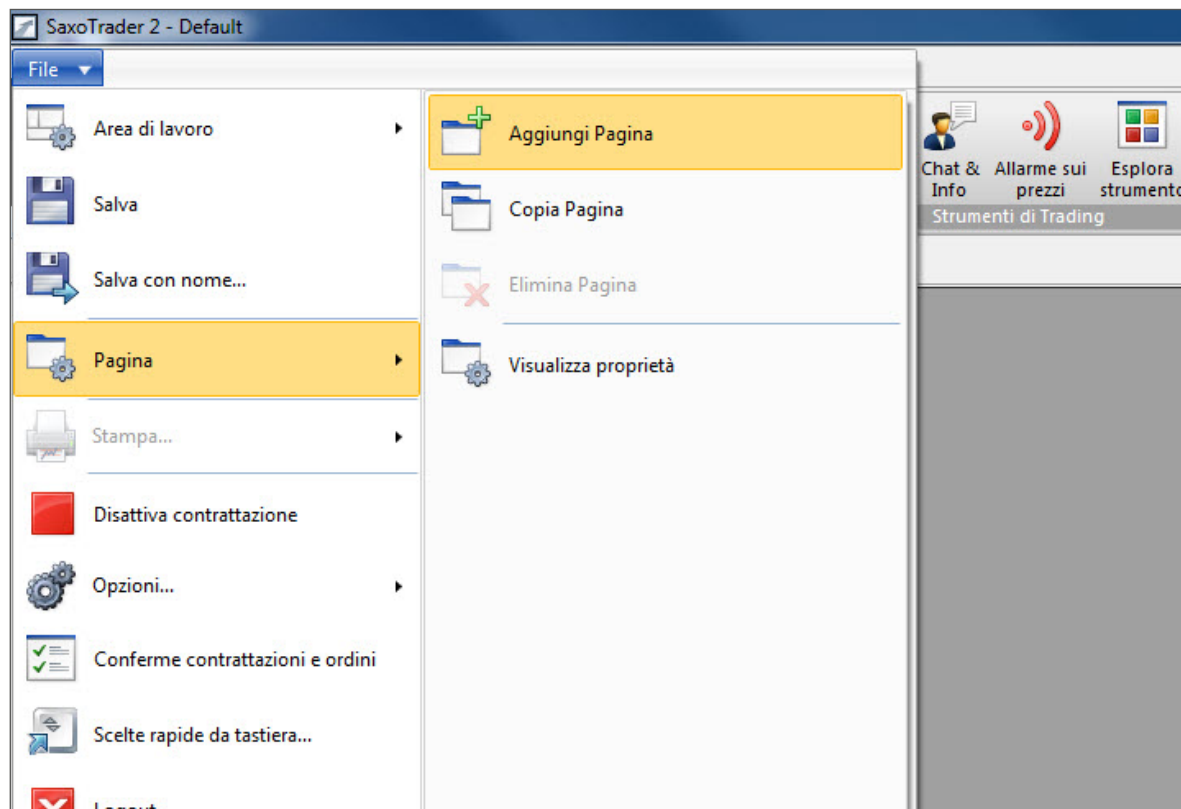 SaxoTrader 2 - Default
File
Area di lavoro
Salva
Salva con nome...
Pagina
Stampa...
Disattiva contrattazione
Opzioni...
Conferme contrattazioni e ordini
Scelte rapide da tastiera...
Logout
Aggiungi Pagina
Copia Pagina
Elimina Pagina
Visualizza proprietà
Chat &
Info
Allarme sui
prezzi
Esplora
strumento
Strumenti di Trading